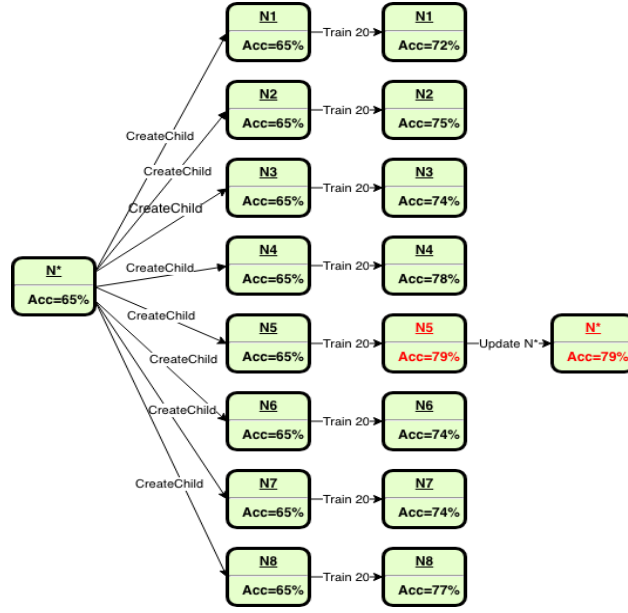 N1
Acc=65%
Train 20
N1
Acc=72%
CreateChild
N2
Acc=65%
Train 20
N2
Acc=75%
CreateChild
N3
Acc=65%
Train 20
N3
Acc=74%
CreateChild
N4
Acc=65%
Train 20
N4
Acc=78%
CreateChild
N*
Acc=65%
N5
Acc=65%
Train 20
N5
Acc=79%
Update N*
N*
Acc=79%
CreateChild
N6
Acc=65%
Train 20
N6
Acc=74%
CreateChild
N7
Acc=65%
Train 20
N7
Acc=74%
CreateChild
N8
Acc=65%
Train 20
N8
Acc=77%
CreateChild